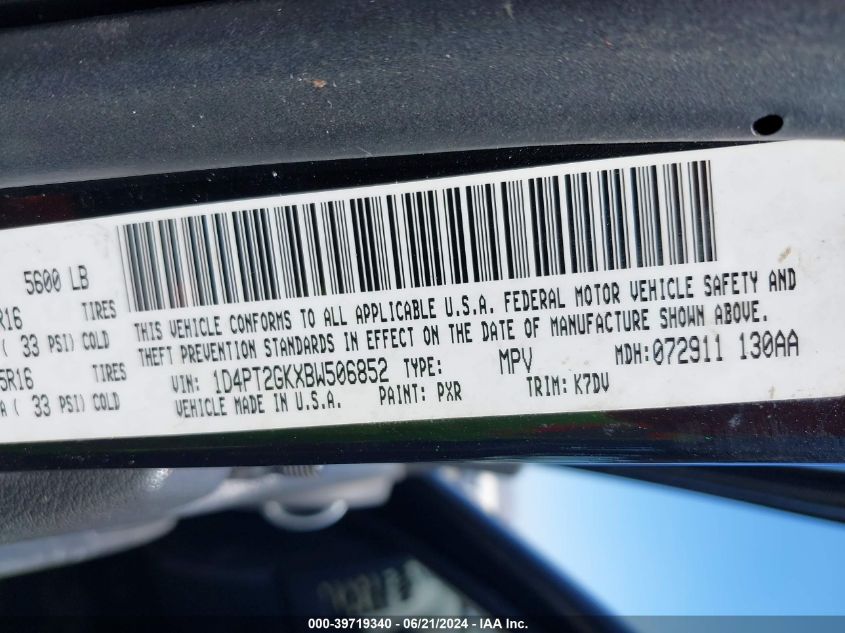 5600 LB
R16 TIRES
( 33 PSI) COLD
5R16
A ( 33 PSI) COLD
THIS VEHICLE CONFORMS TO ALL APPLICABLE U.S.A. FEDERAL MOTOR VEHICLE SAFETY AND
THEFT PREVENTION STANDARDS IN EFFECT ON THE DATE OF MANUFACTURE SHOWN ABOVE.
VIN: 1D4PT2GKXBW506852 TYPE: MPV MDH:072911 130AA
VEHICLE MADE IN U.S.A. PAINT: PXR TRIM: K7DV
000-39719340 - 06/21/2024 - IAA Inc.